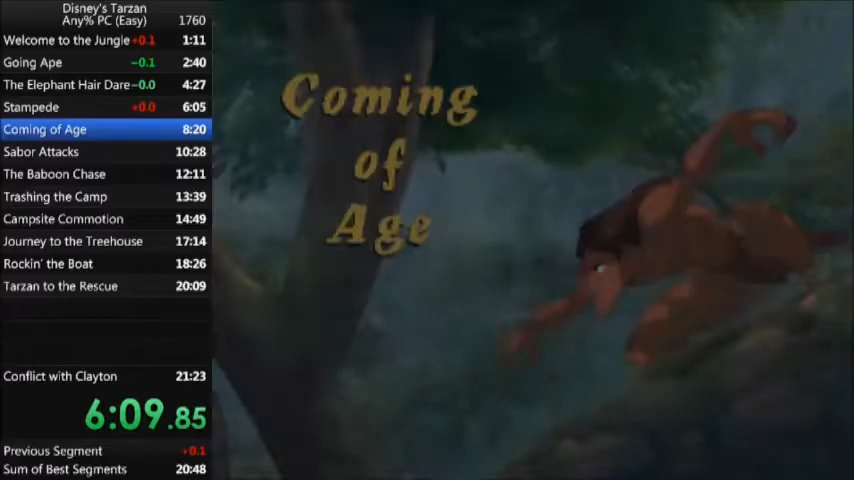 Disney's Tarzan
Any% PC (Easy) 1760
Welcome to the Jungle +0.1 1:11
Going Ape −0.1 2:40
The Elephant Hair Dare −0.0 4:27
Stampede +0.0 6:05
Coming of Age 8:20
Sabor Attacks 10:28
The Baboon Chase 12:11
Trashing the Camp 13:39
Campsite Commotion 14:49
Journey to the Treehouse 17:14
Rockin' the Boat 18:26
Tarzan to the Rescue 20:09
Conflict with Clayton 21:23
6:09.85
Previous Segment +0.1
Sum of Best Segments 20:48
Coming
of
Age